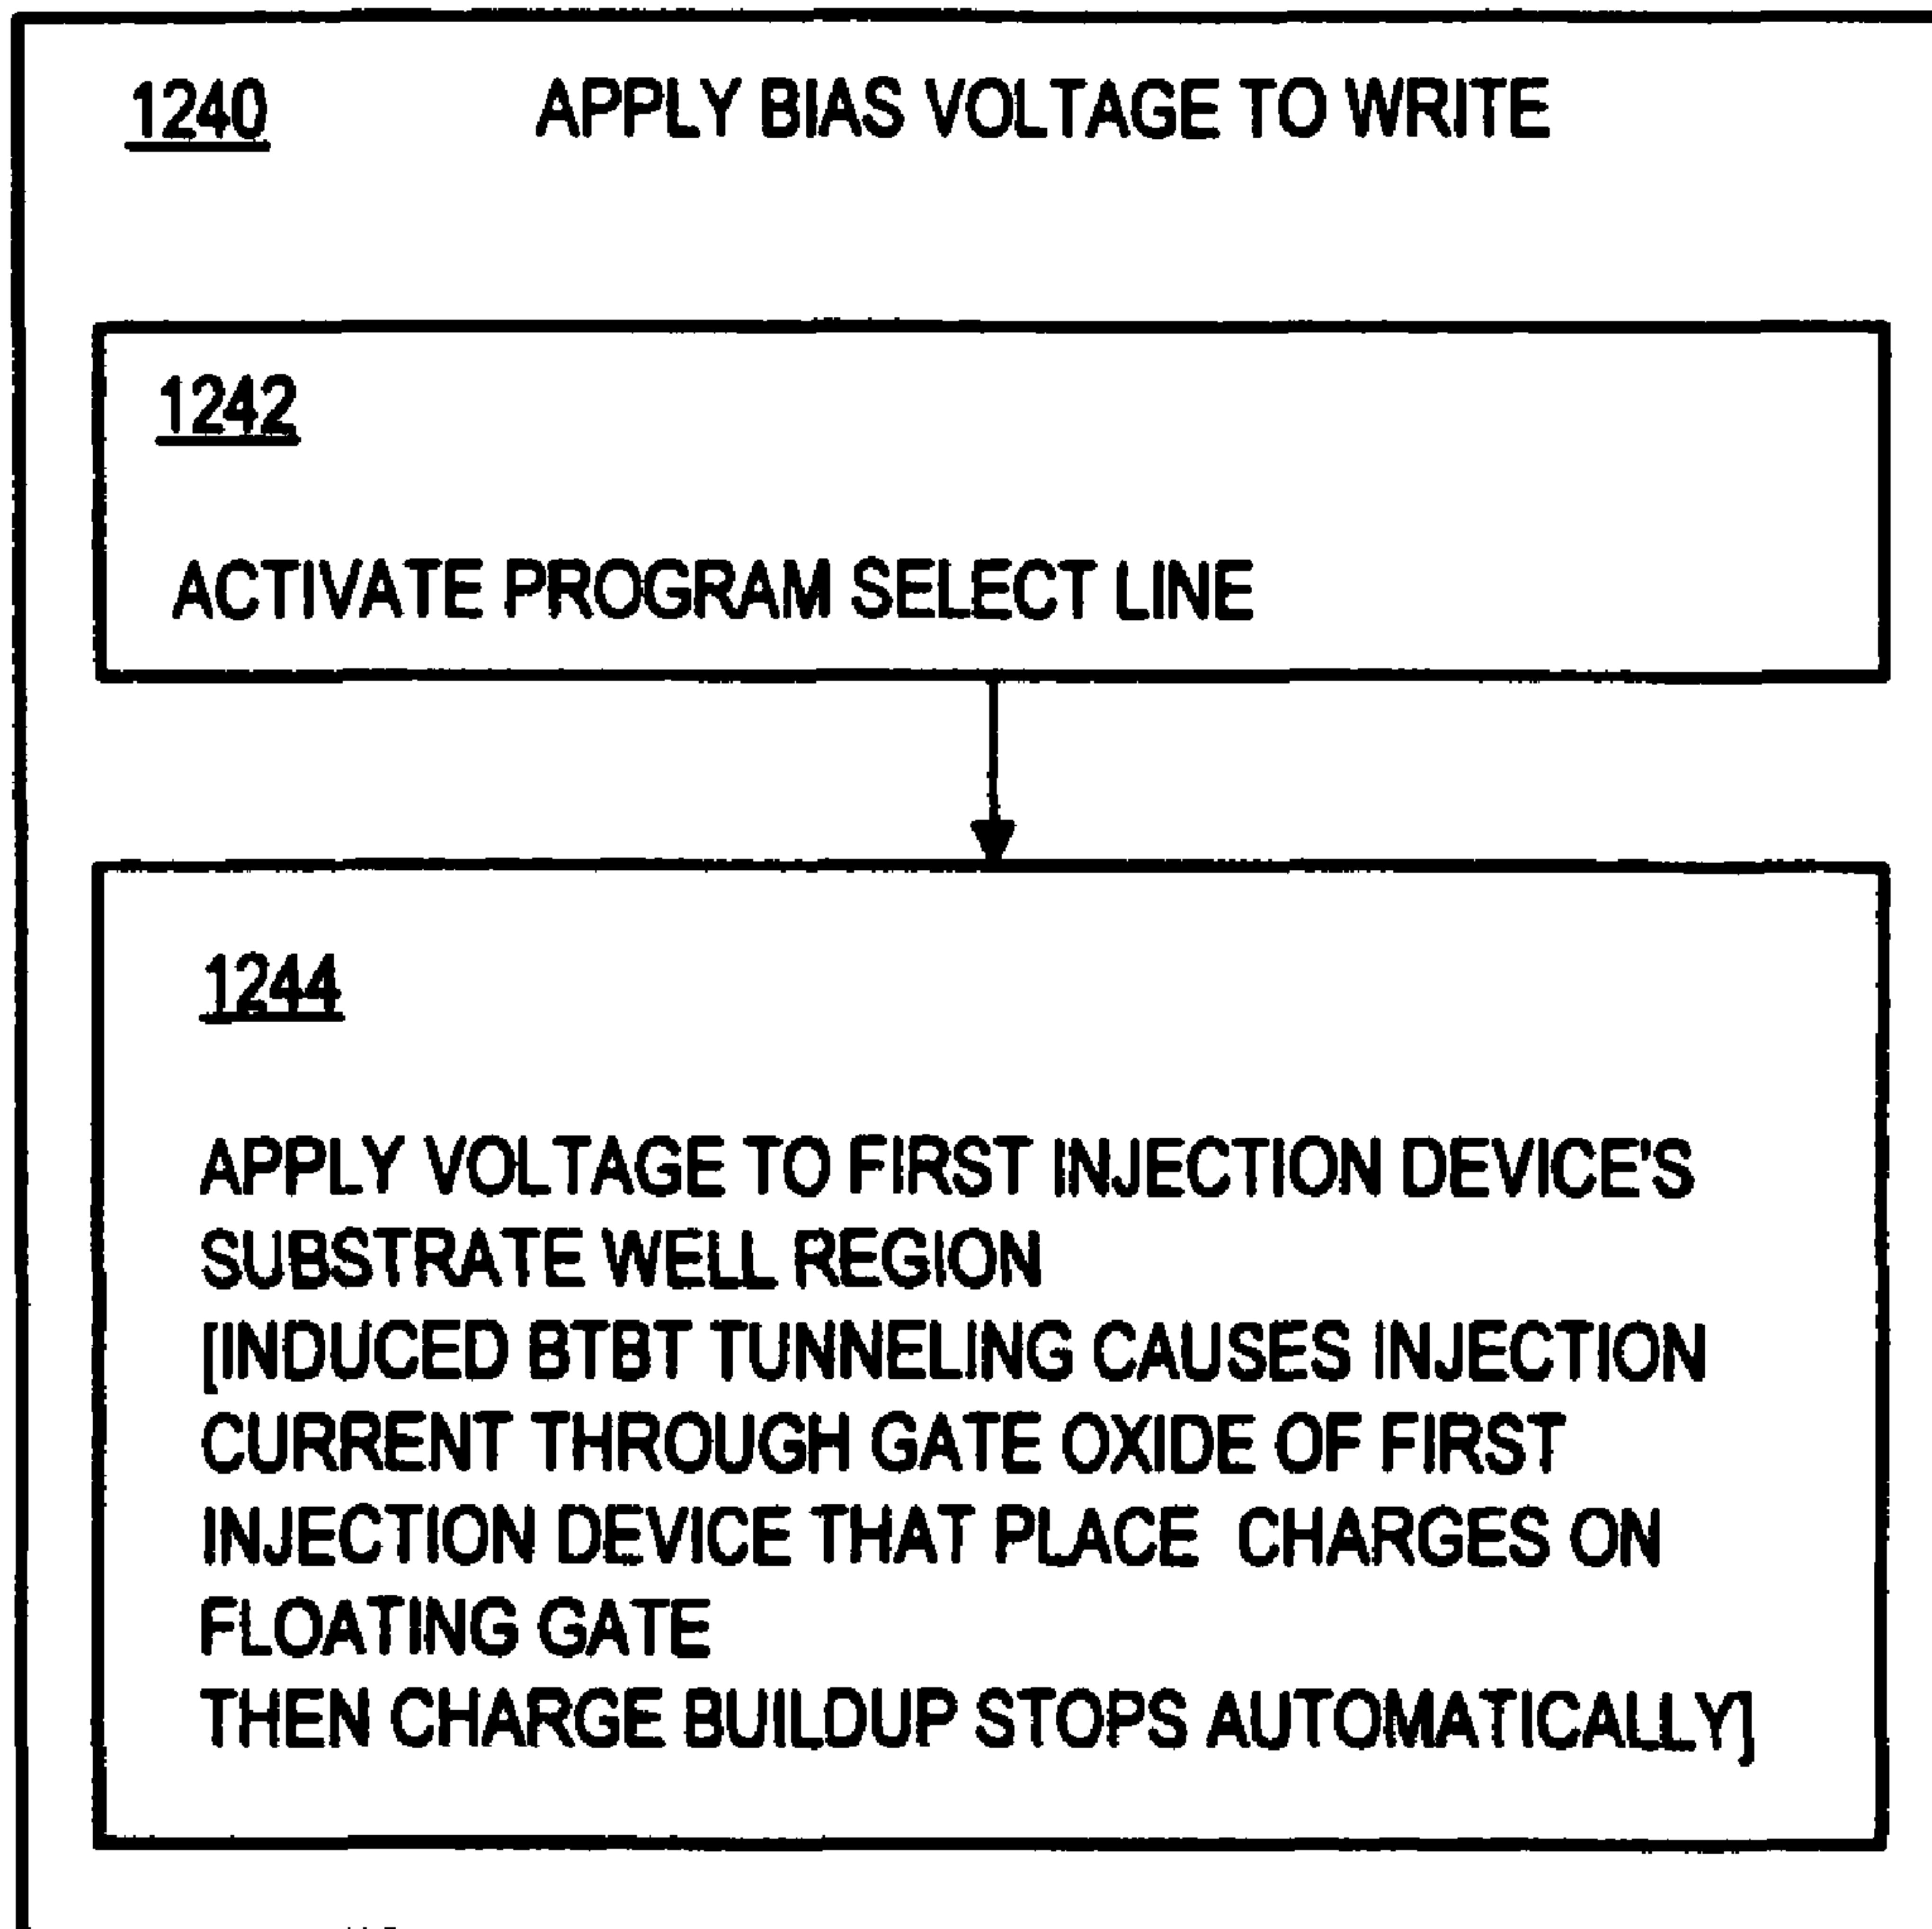 1240 APPLY BIAS VOLTAGE TO WRITE
1242
ACTIVATE PROGRAM SELECT LINE
1244
APPLY VOLTAGE TO FIRST INJECTION DEVICE'S
SUBSTRATE WELL REGION
[INDUCED BTBT TUNNELING CAUSES INJECTION
CURRENT THROUGH GATE OXIDE OF FIRST
INJECTION DEVICE THAT PLACE CHARGES ON
FLOATING GATE
THEN CHARGE BUILDUP STOPS AUTOMATICALLY]